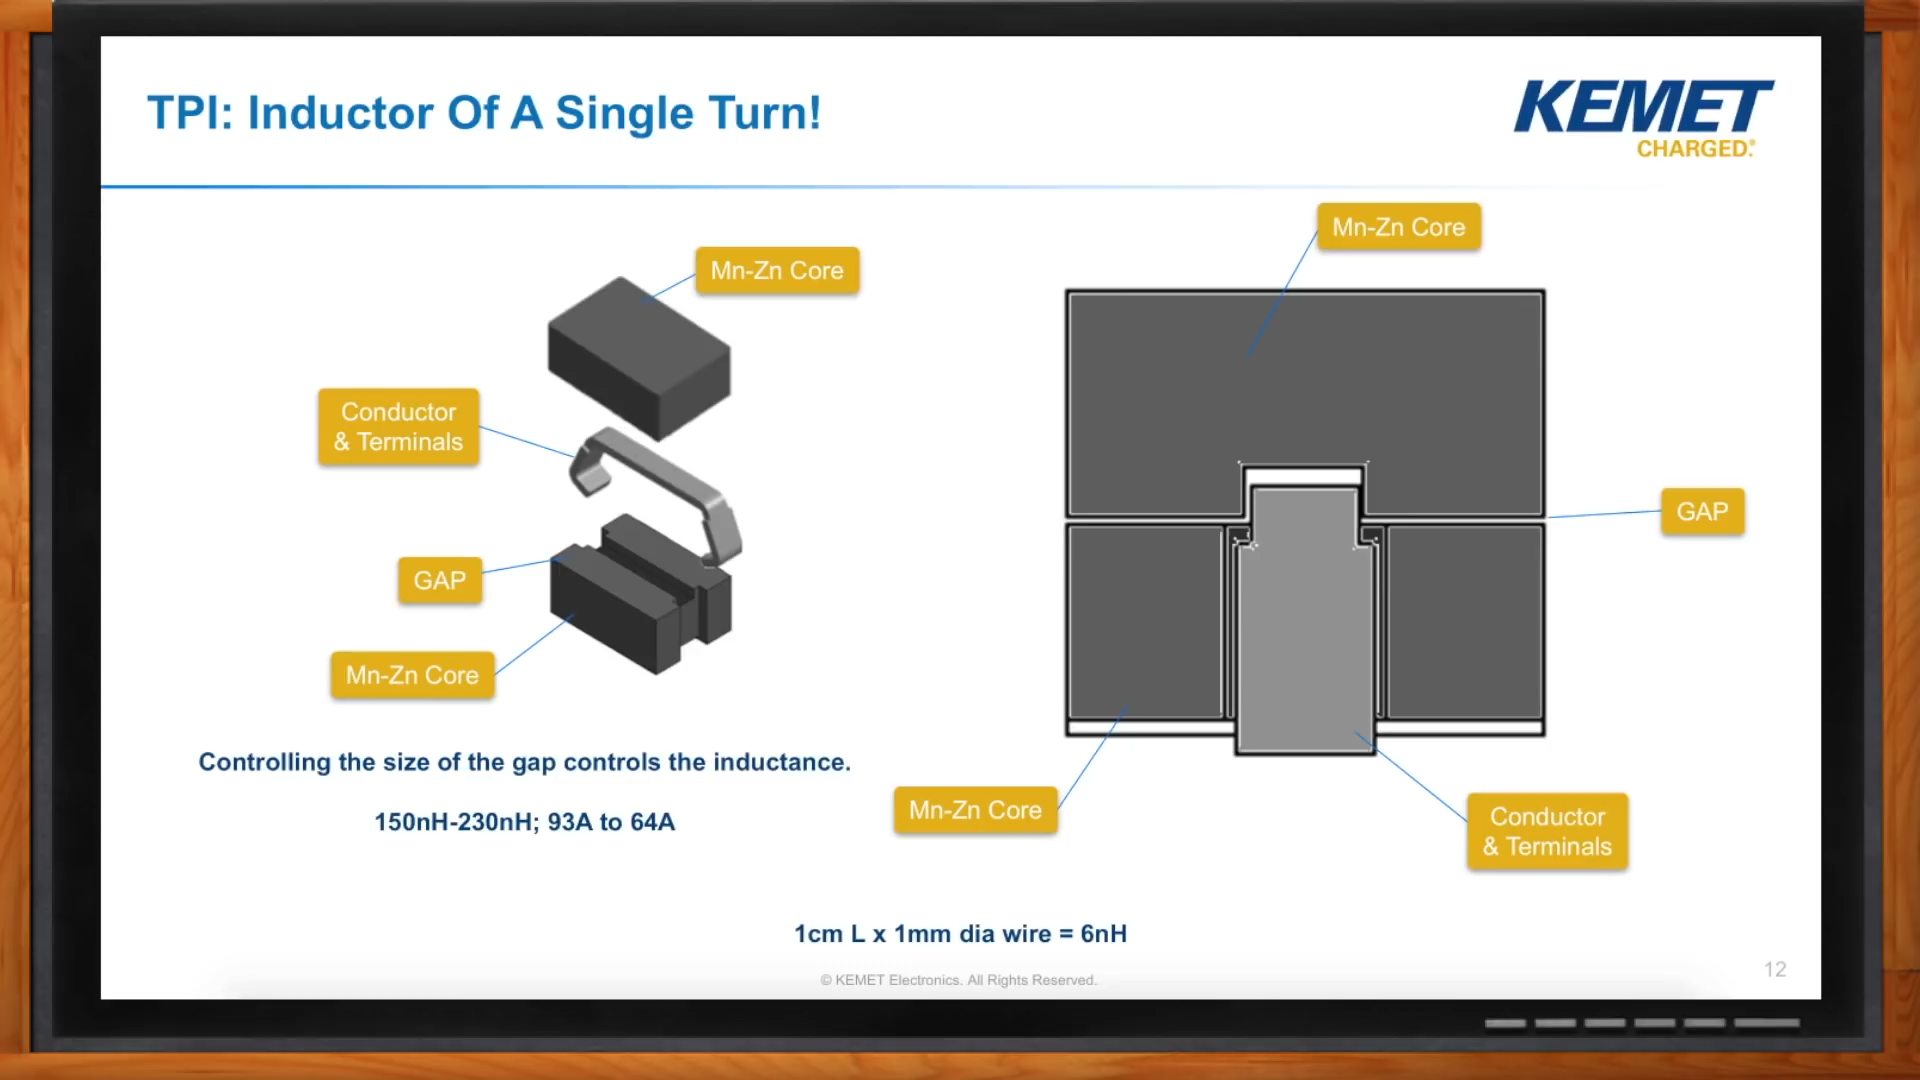 TPI: Inductor Of A Single Turn!
KEMET
CHARGED.®
Mn-Zn Core
Conductor
& Terminals
GAP
Mn-Zn Core
Mn-Zn Core
GAP
Mn-Zn Core
Conductor
& Terminals
Controlling the size of the gap controls the inductance.
150nH-230nH; 93A to 64A
1cm L x 1mm dia wire = 6nH
© KEMET Electronics. All Rights Reserved.
12